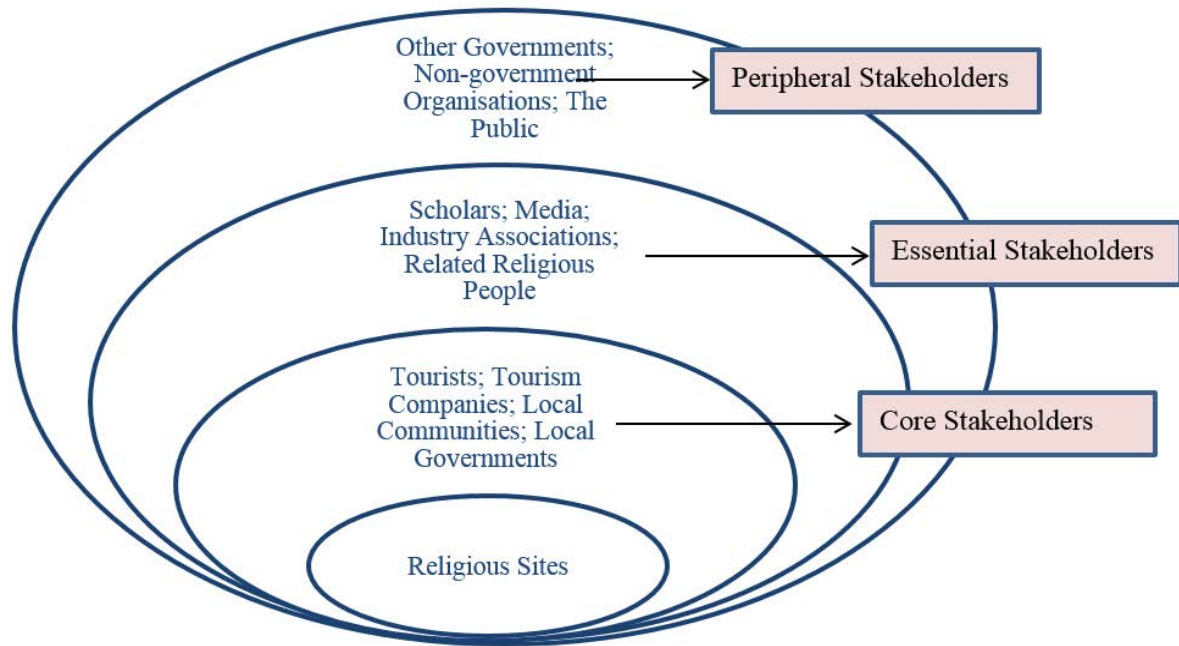 Other Governments;
Non-government
Organisations; The
Public
Peripheral Stakeholders
Scholars; Media;
Industry Associations;
Related Religious
People
Essential Stakeholders
Tourists; Tourism
Companies; Local
Communities; Local
Governments
Core Stakeholders
Religious Sites